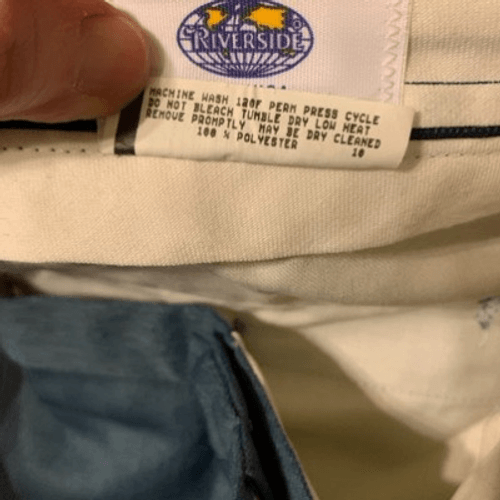 RIVERSIDE
MACHINE WASH 120F PERM PRESS CYCLE
DO NOT BLEACH TUMBLE DRY LOW HEAT
REMOVE PROMPTLY MAY BE DRY CLEANED
100 % POLYESTER 10